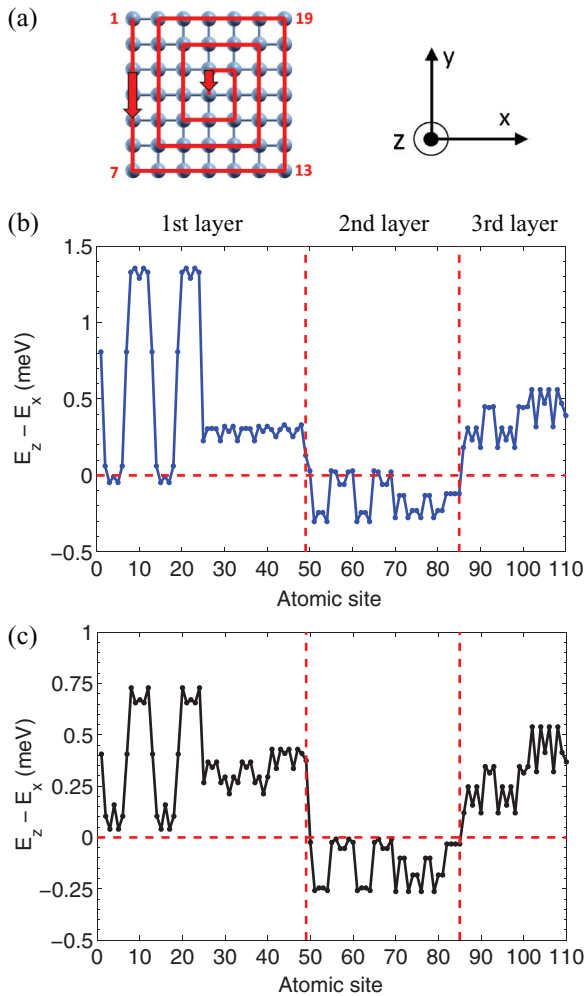 (a)
1 19
7 13
y
z x
(b) 1st layer 2nd layer 3rd layer
1.5
1
0.5
0
−0.5
E_z − E_x (meV)
0 10 20 30 40 50 60 70 80 90 100 110
Atomic site
(c)
1
0.75
0.5
0.25
0
−0.25
−0.5
E_z − E_x (meV)
0 10 20 30 40 50 60 70 80 90 100 110
Atomic site